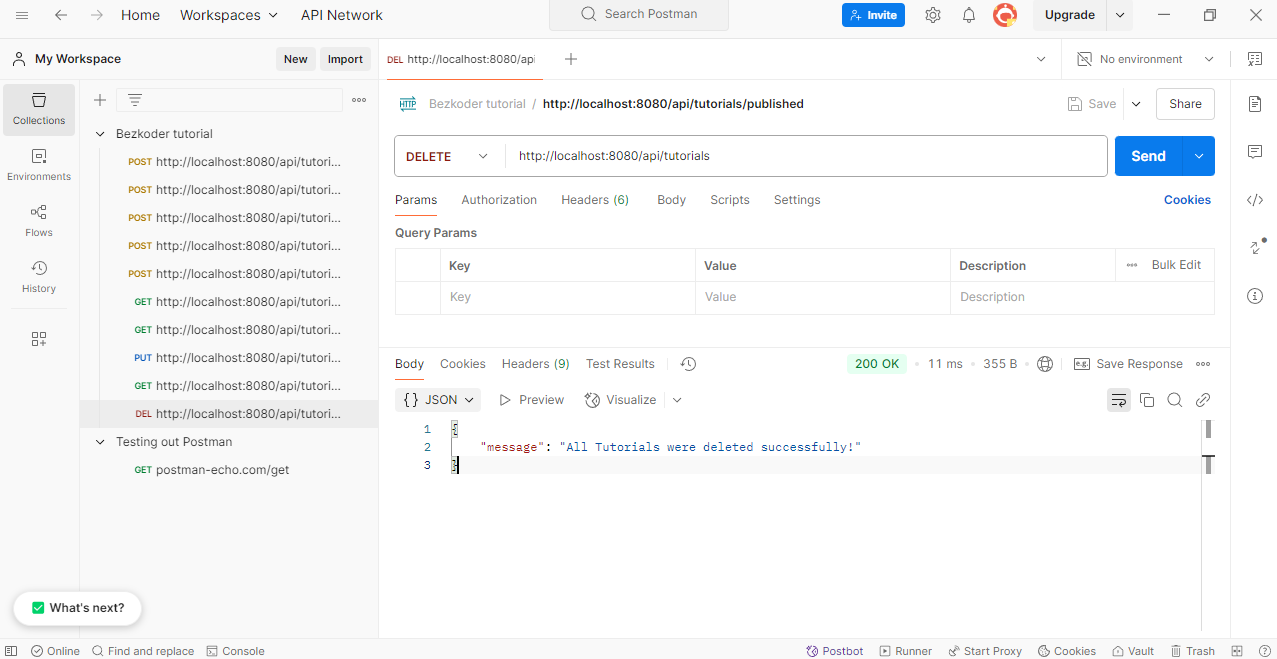 Home Workspaces API Network Search Postman Invite Upgrade
My Workspace New Import DEL http://localhost:8080/api No environment
HTTP Bezkoder tutorial / http://localhost:8080/api/tutorials/published Save Share
Collections
Environments
Flows
History
Bezkoder tutorial
POST http://localhost:8080/api/tutori...
POST http://localhost:8080/api/tutori...
POST http://localhost:8080/api/tutori...
POST http://localhost:8080/api/tutori...
POST http://localhost:8080/api/tutori...
GET http://localhost:8080/api/tutori...
GET http://localhost:8080/api/tutori...
PUT http://localhost:8080/api/tutori...
GET http://localhost:8080/api/tutori...
DEL http://localhost:8080/api/tutori...
Testing out Postman
GET postman-echo.com/get
DELETE http://localhost:8080/api/tutorials Send
Params Authorization Headers (6) Body Scripts Settings Cookies
Query Params
Key Value Description Bulk Edit
Key Value Description
Body Cookies Headers (9) Test Results 200 OK • 11 ms • 355 B • e.g. Save Response
{} JSON Preview Visualize
1 {
2 "message": "All Tutorials were deleted successfully!"
3 }
What's next?
Online Find and replace Console Postbot Runner Start Proxy Cookies Vault Trash